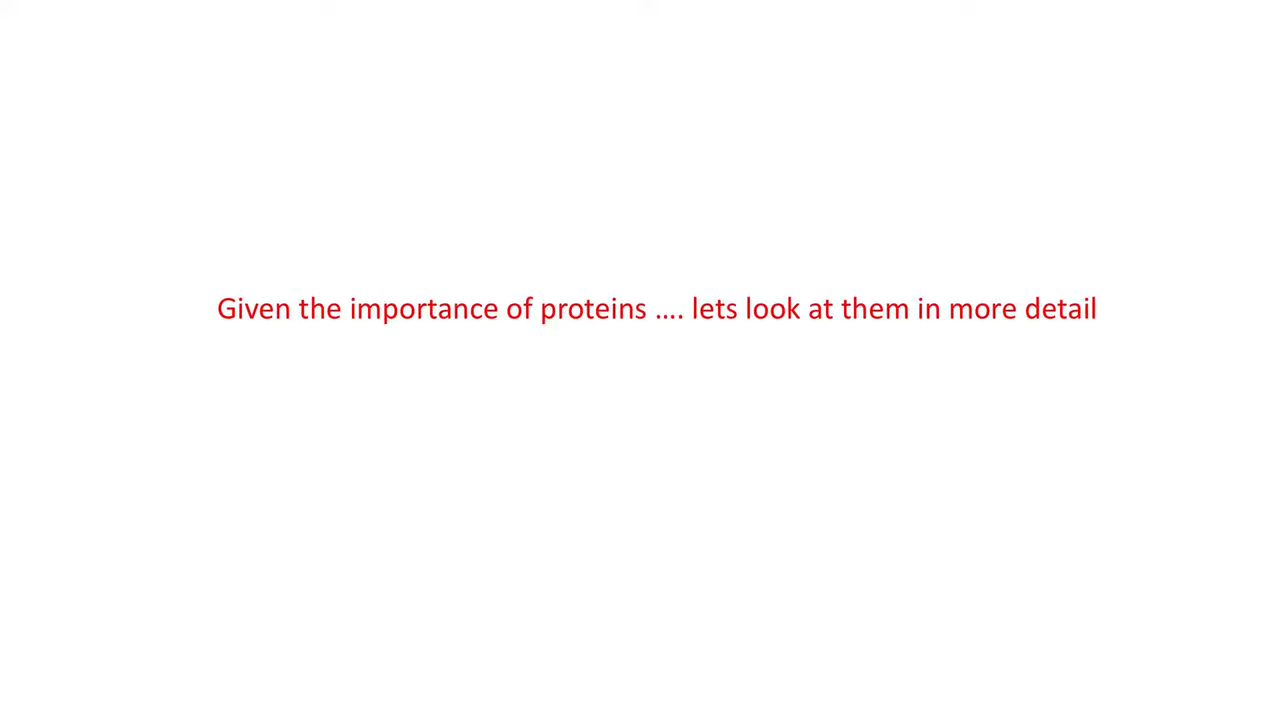 Given the importance of proteins .... lets look at them in more detail